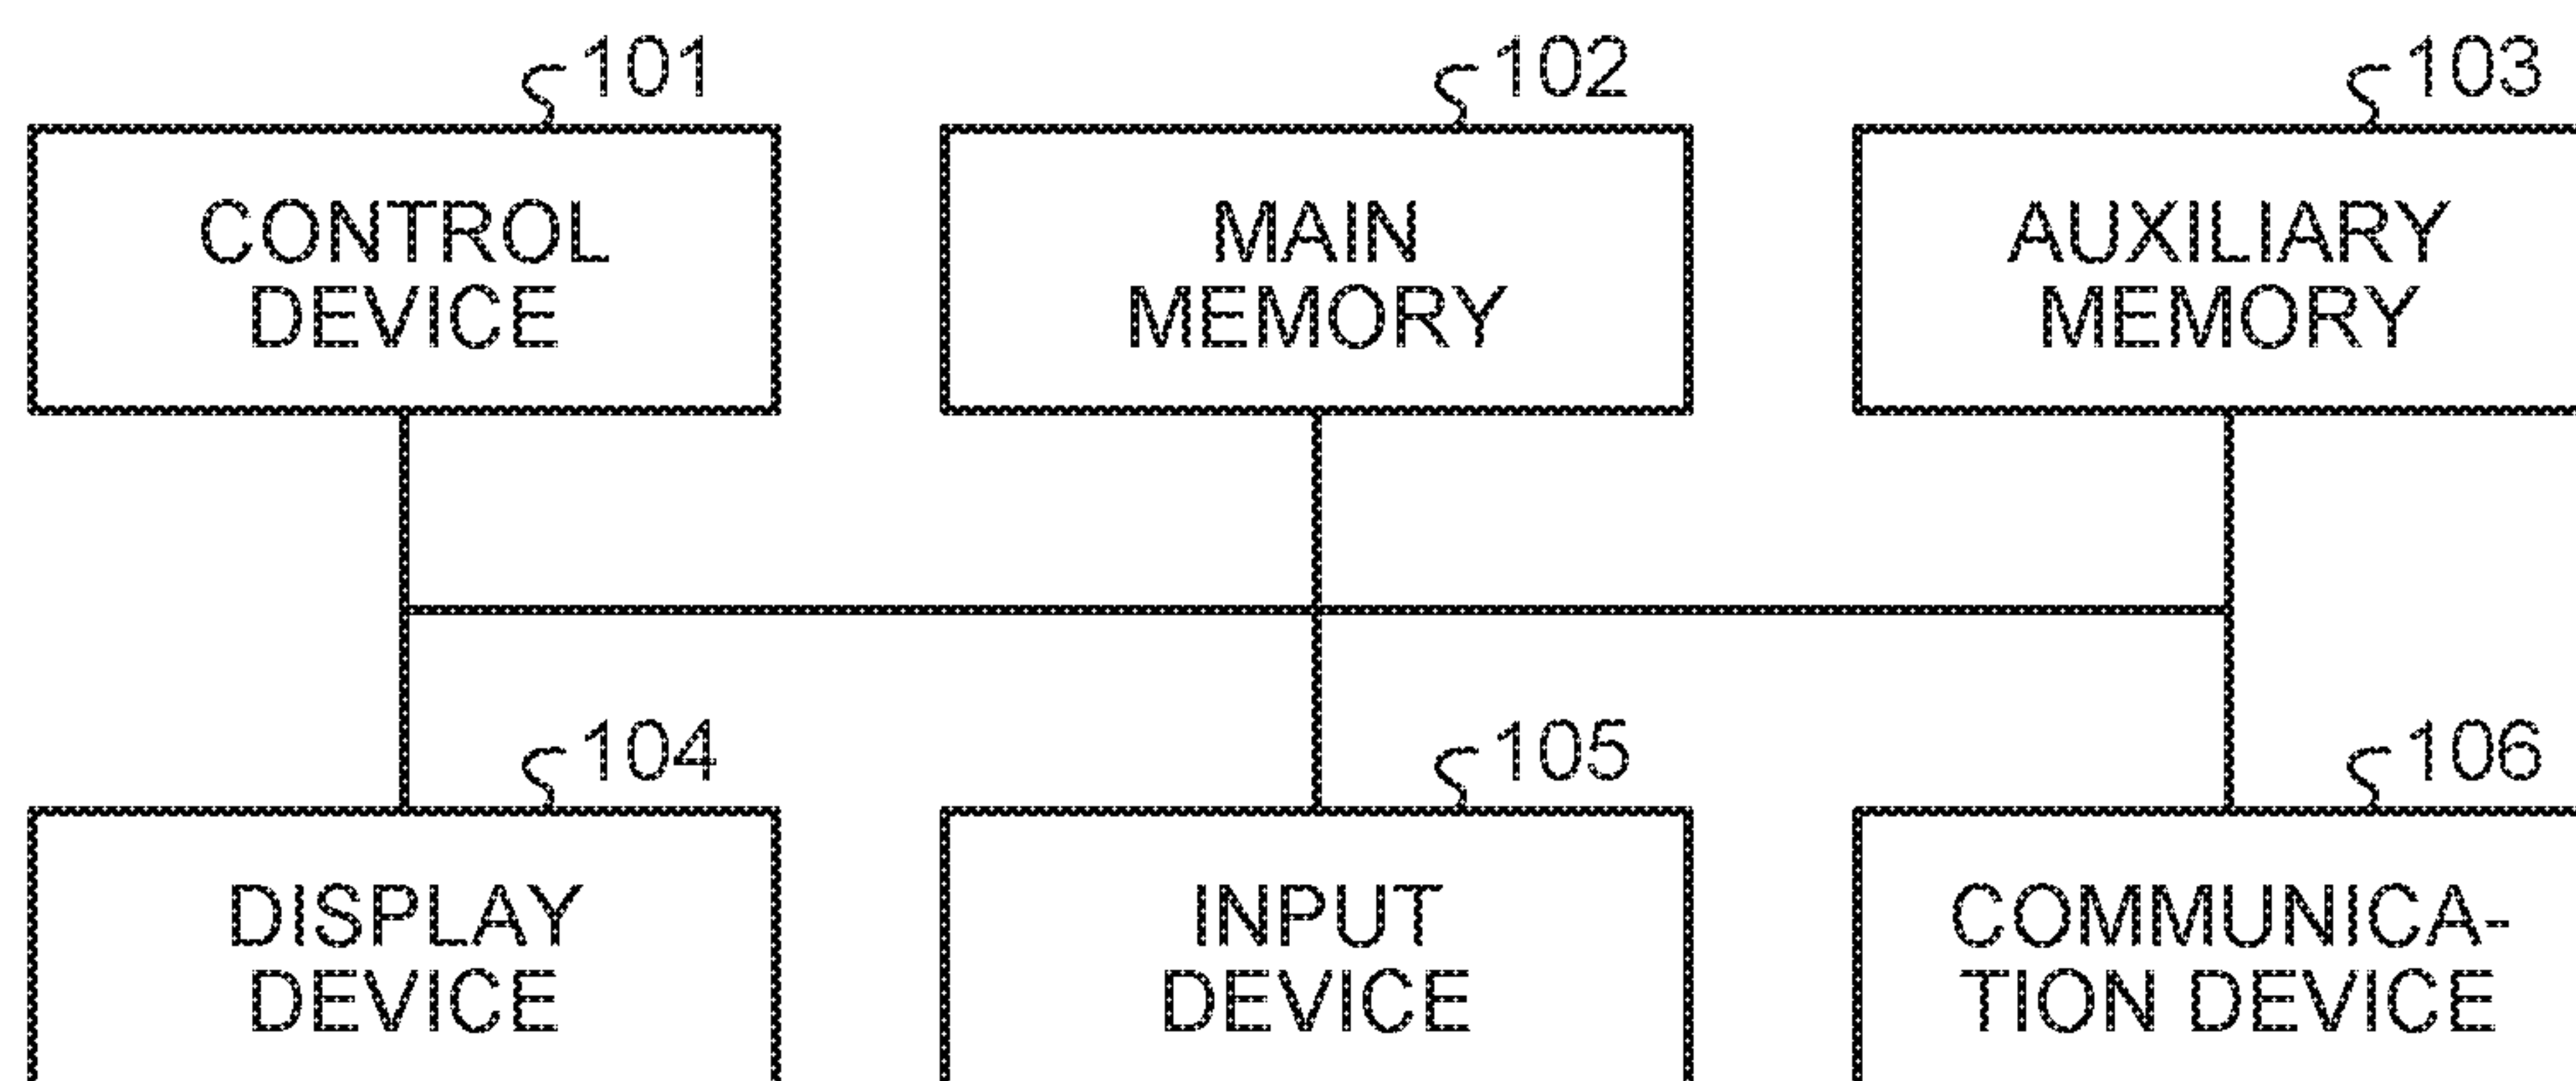 101
102
103
CONTROL
DEVICE
MAIN
MEMORY
AUXILIARY
MEMORY
104
105
106
DISPLAY
DEVICE
INPUT
DEVICE
COMMUNICA-
TION DEVICE